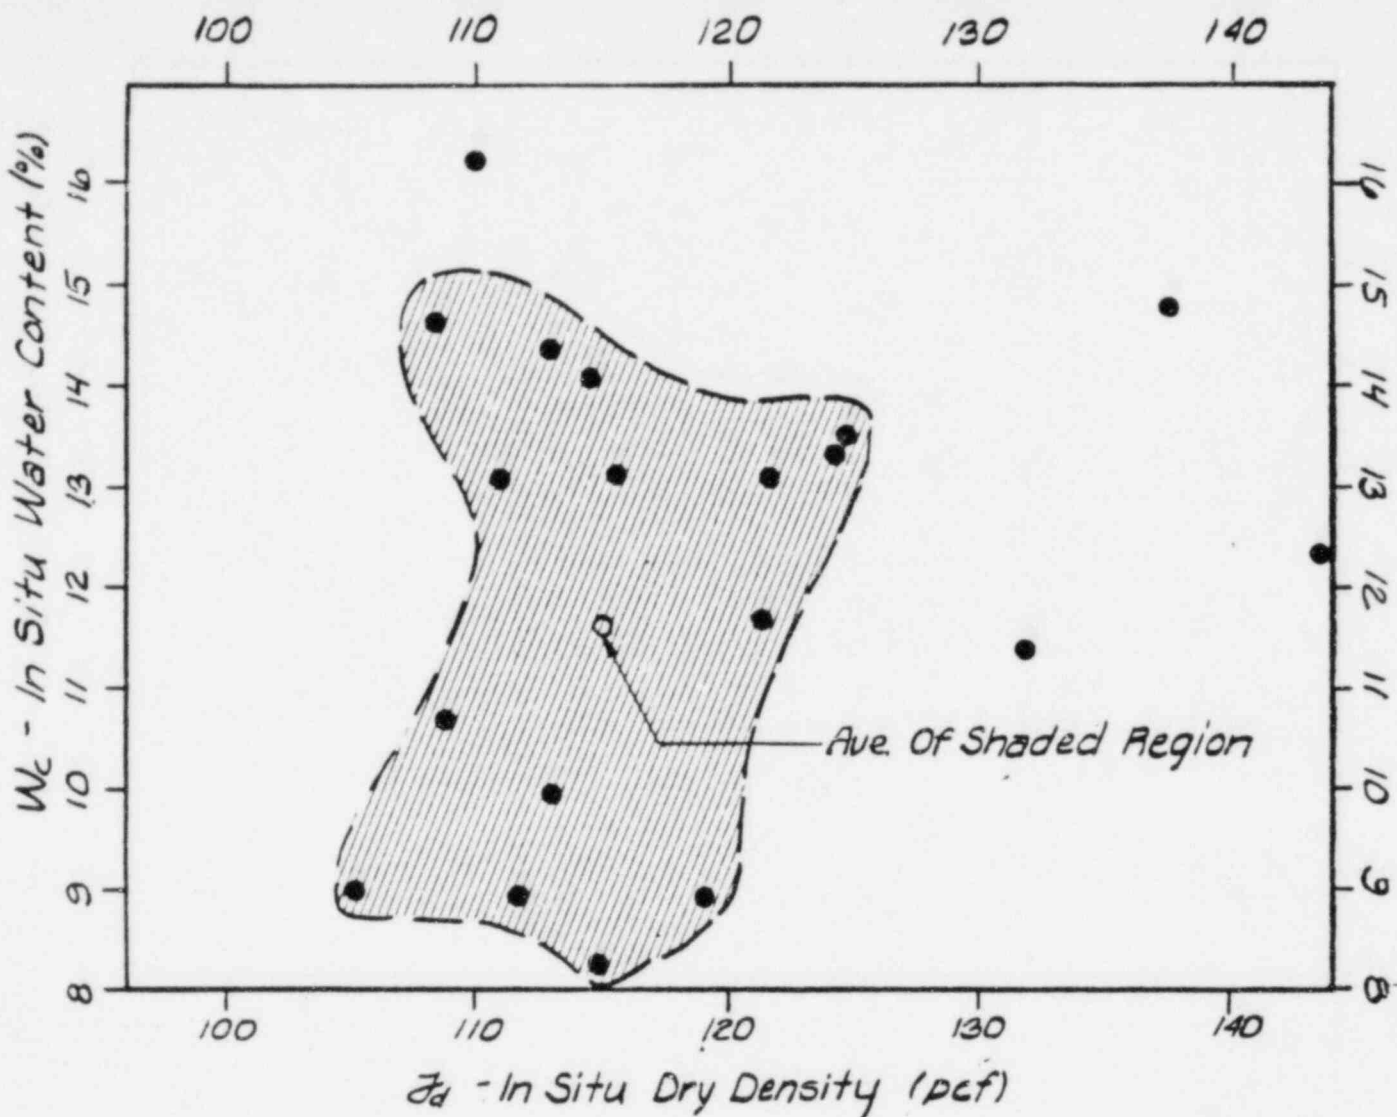 100 110 120 130 140
Wc - In Situ Water Content (%)
16 16
15 15
14 14
13 13
12 12
11 11
10 10
9 9
8 8
Ave. Of Shaded Region
100 110 120 130 140
γd - In Situ Dry Density (pcf)